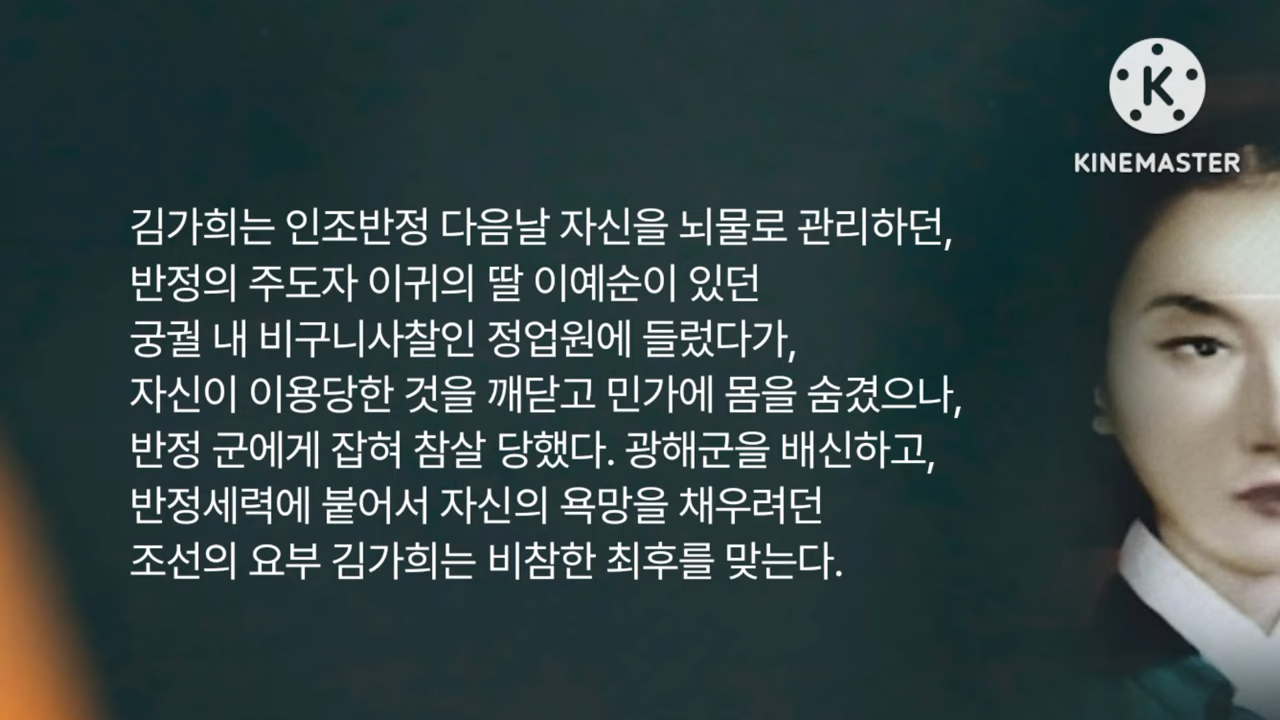 KINEMASTER
김가희는 인조반정 다음날 자신을 뇌물로 관리하던,
반정의 주도자 이귀의 딸 이예순이 있던
궁궐 내 비구니사찰인 정업원에 들렀다가,
자신이 이용당한 것을 깨닫고 민가에 몸을 숨겼으나,
반정 군에게 잡혀 참살 당했다. 광해군을 배신하고,
반정세력에 붙어서 자신의 욕망을 채우려던
조선의 요부 김가희는 비참한 최후를 맞는다.